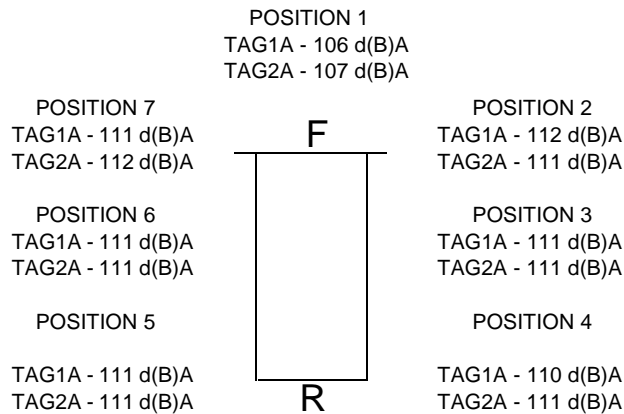 POSITION 1
TAG1A - 106 d(B)A
TAG2A - 107 d(B)A
POSITION 7
TAG1A - 111 d(B)A
TAG2A - 112 d(B)A
F
POSITION 2
TAG1A - 112 d(B)A
TAG2A - 111 d(B)A
POSITION 6
TAG1A - 111 d(B)A
TAG2A - 111 d(B)A
POSITION 3
TAG1A - 111 d(B)A
TAG2A - 111 d(B)A
POSITION 5
TAG1A - 111 d(B)A
TAG2A - 111 d(B)A
R
POSITION 4
TAG1A - 110 d(B)A
TAG2A - 111 d(B)A